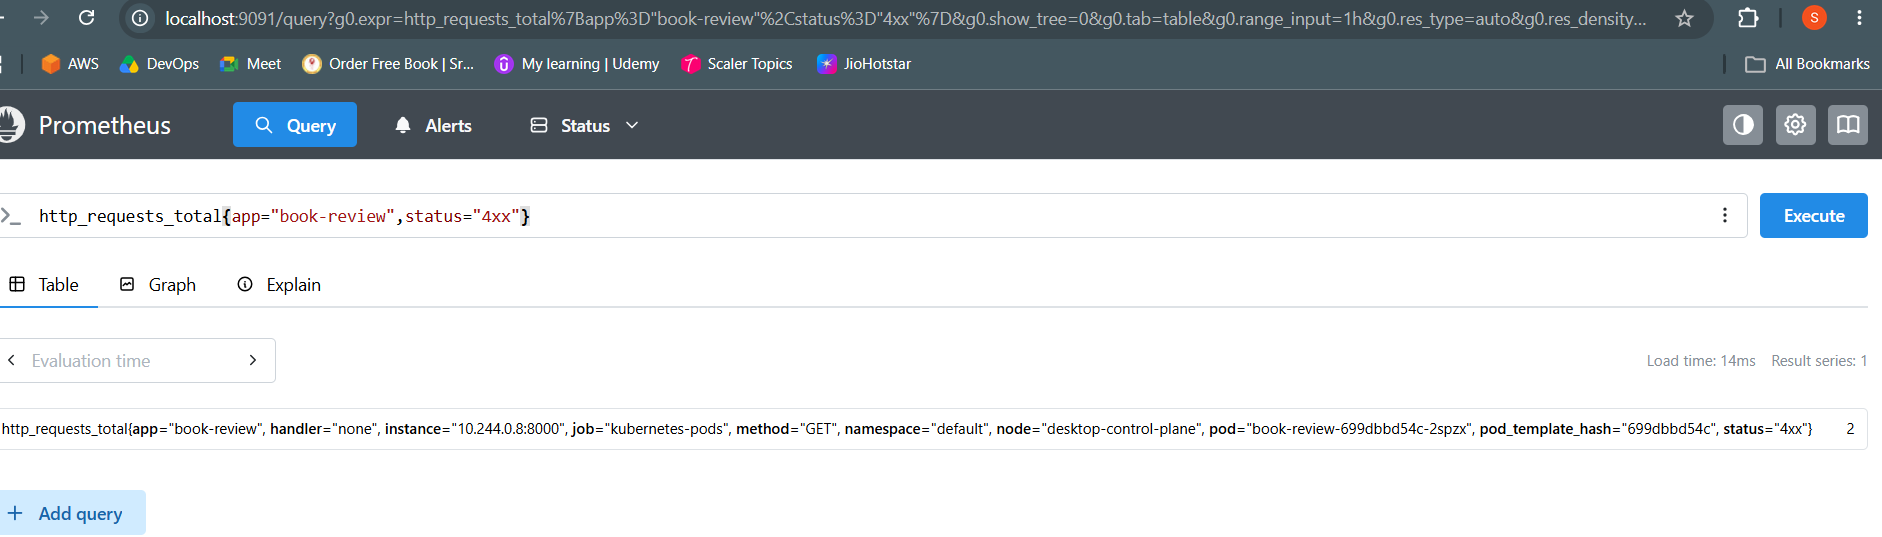 localhost:9091/query?g0.expr=http_requests_total%7Bapp%3D"book-review"%2Cstatus%3D"4xx"%7D&g0.show_tree=0&g0.tab=table&g0.range_input=1h&g0.res_type=auto&g0.res_density...
S
AWS DevOps Meet Order Free Book | Sr... My learning | Udemy Scaler Topics JioHotstar All Bookmarks
Prometheus Query Alerts Status
http_requests_total{app="book-review",status="4xx"} Execute
Table Graph Explain
Evaluation time Load time: 14ms Result series: 1
http_requests_total{app="book-review", handler="none", instance="10.244.0.8:8000", job="kubernetes-pods", method="GET", namespace="default", node="desktop-control-plane", pod="book-review-699dbbd54c-2spzx", pod_template_hash="699dbbd54c", status="4xx"} 2
+ Add query